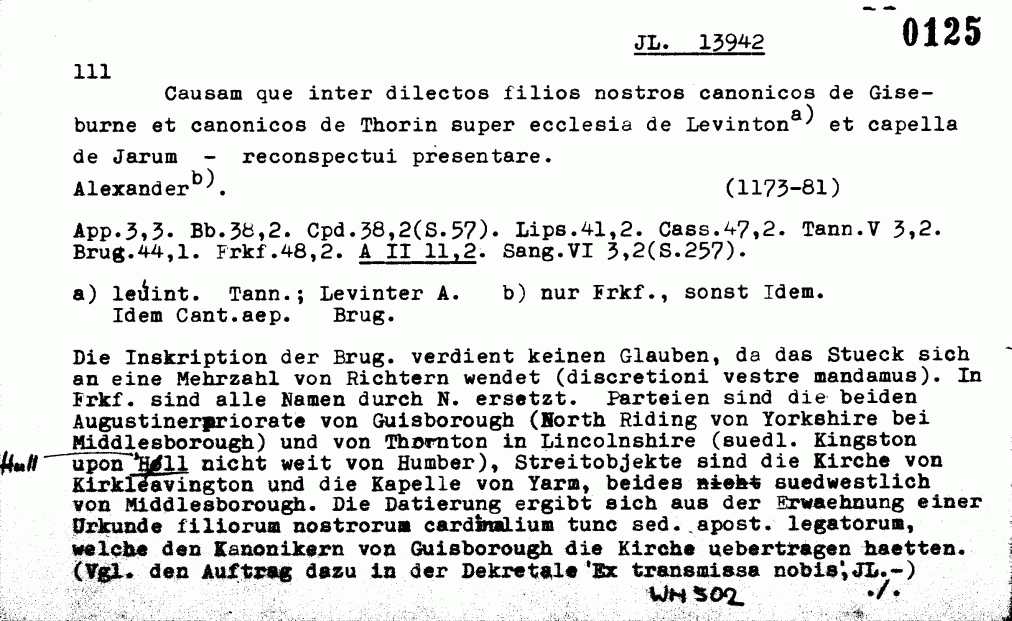 0125
JL. 13942
111
Causam que inter dilectos filios nostros canonicos de Gise-
burne et canonicos de Thorin super ecclesia de Levinton a) et capella
de Jarum - reconspectui presentare.
Alexander b). (1173-81)
App.3,3. Bb.38,2. Cpd.38,2(S.57). Lips.41,2. Cass.47,2. Tann.V 3,2.
Brug.44,1. Frkf.48,2. A II 11,2. Sang.VI 3,2(S.257).
a) leuint. Tann.; Levinter A. b) nur Frkf., sonst Idem.
Idem Cant.aep. Brug.
Die Inskription der Brug. verdient keinen Glauben, da das Stueck sich
an eine Mehrzahl von Richtern wendet (discretioni vestre mandamus). In
Frkf. sind alle Namen durch N. ersetzt. Parteien sind die beiden
Augustinerpriorate von Guisborough (North Riding von Yorkshire bei
Middlesborough) und von Thornton in Lincolnshire (suedl. Kingston
Hull upon Hull nicht weit von Humber), Streitobjekte sind die Kirche von
Kirkleavington und die Kapelle von Yarm, beides nicht suedwestlich
von Middlesborough. Die Datierung ergibt sich aus der Erwaehnung einer
Urkunde filiorum nostrorum cardinalium tunc sed. apost. legatorum,
welche den Kanonikern von Guisborough die Kirche uebertragen haetten.
(Vgl. den Auftrag dazu in der Dekretale 'Ex transmissa nobis', JL.-)
WH 502 ./.